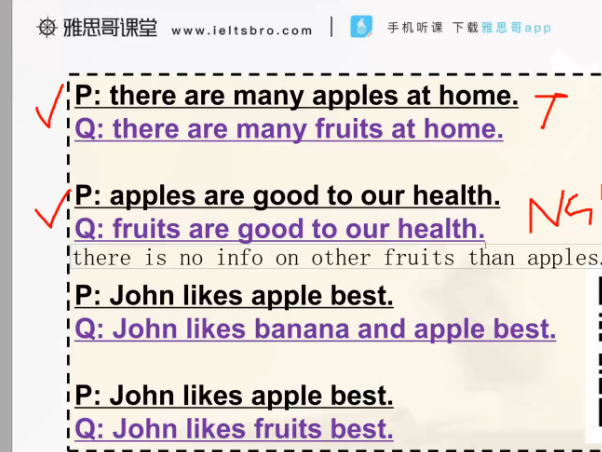 雅思哥课堂 www.ieltsbro.com | 手机听课 下载雅思哥app
P: there are many apples at home. T
Q: there are many fruits at home.
P: apples are good to our health. NG
Q: fruits are good to our health.
there is no info on other fruits than apples.
P: John likes apple best.
Q: John likes banana and apple best.
P: John likes apple best.
Q: John likes fruits best.